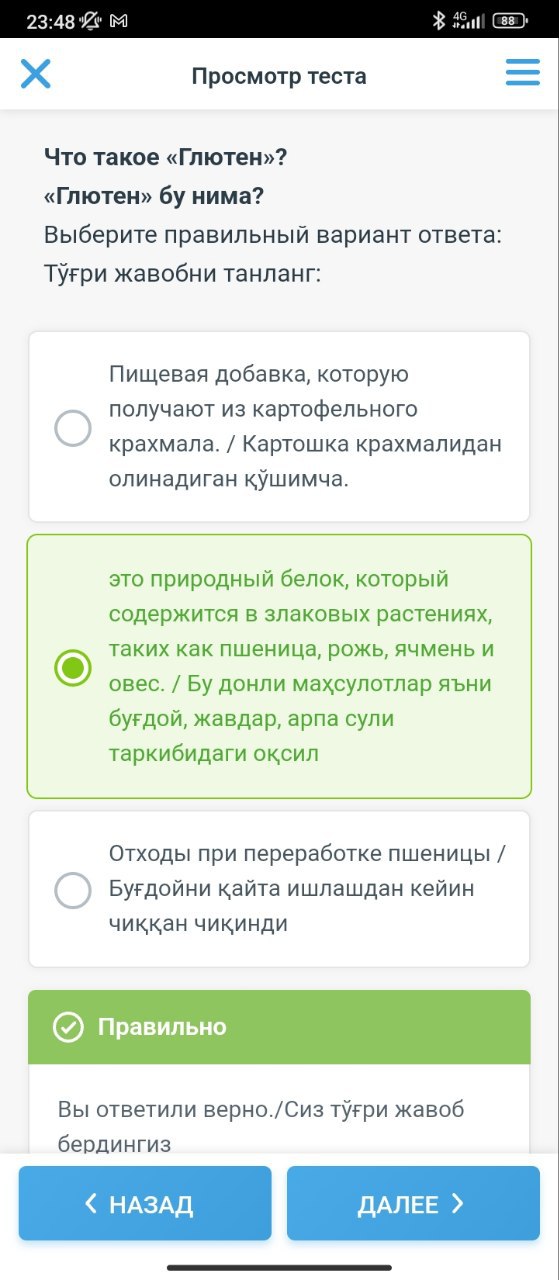 23:48
4G
88
Просмотр теста
Что такое «Глютен»?
«Глютен» бу нима?
Выберите правильный вариант ответа:
Тўғри жавобни танланг:
Пищевая добавка, которую
получают из картофельного
крахмала. / Картошка крахмалидан
олинадиган қўшимча.
это природный белок, который
содержится в злаковых растениях,
таких как пшеница, рожь, ячмень и
овес. / Бу донли маҳсулотлар яъни
буғдой, жавдар, арпа сули
таркибидаги оқсил
Отходы при переработке пшеницы /
Буғдойни қайта ишлашдан кейин
чиққан чиқинди
Правильно
Вы ответили верно./Сиз тўғри жавоб
бердингиз
НАЗАД
ДАЛЕЕ